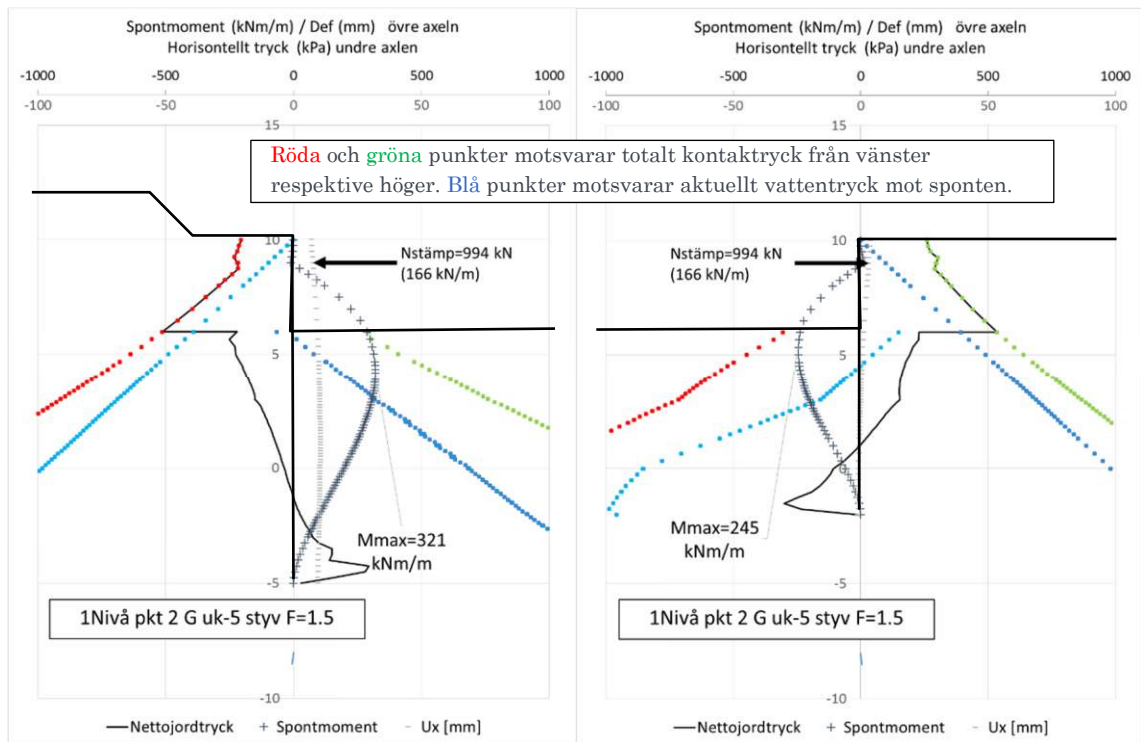 Spontmoment (kNm/m) / Def (mm) övre axeln
Horisontellt tryck (kPa) undre axlen
-1000 -500 0 500 1000
-100 -50 0 50 100
15
10
5
0
-5
-10
Nstämp=994 kN
(166 kN/m)
Mmax=321
kNm/m
1Nivå pkt 2 G uk-5 styv F=1.5
Nettojordtryck Spontmoment Ux [mm]
Röda och gröna punkter motsvarar totalt kontaktryck från vänster
respektive höger. Blå punkter motsvarar aktuellt vattentryck mot sponten.
Spontmoment (kNm/m) / Def (mm) övre axeln
Horisontellt tryck (kPa) undre axlen
-1000 -500 0 500 1000
-100 -50 0 50 100
15
10
5
0
-5
-10
Nstämp=994 kN
(166 kN/m)
Mmax=245
kNm/m
1Nivå pkt 2 G uk-5 styv F=1.5
Nettojordtryck Spontmoment Ux [mm]